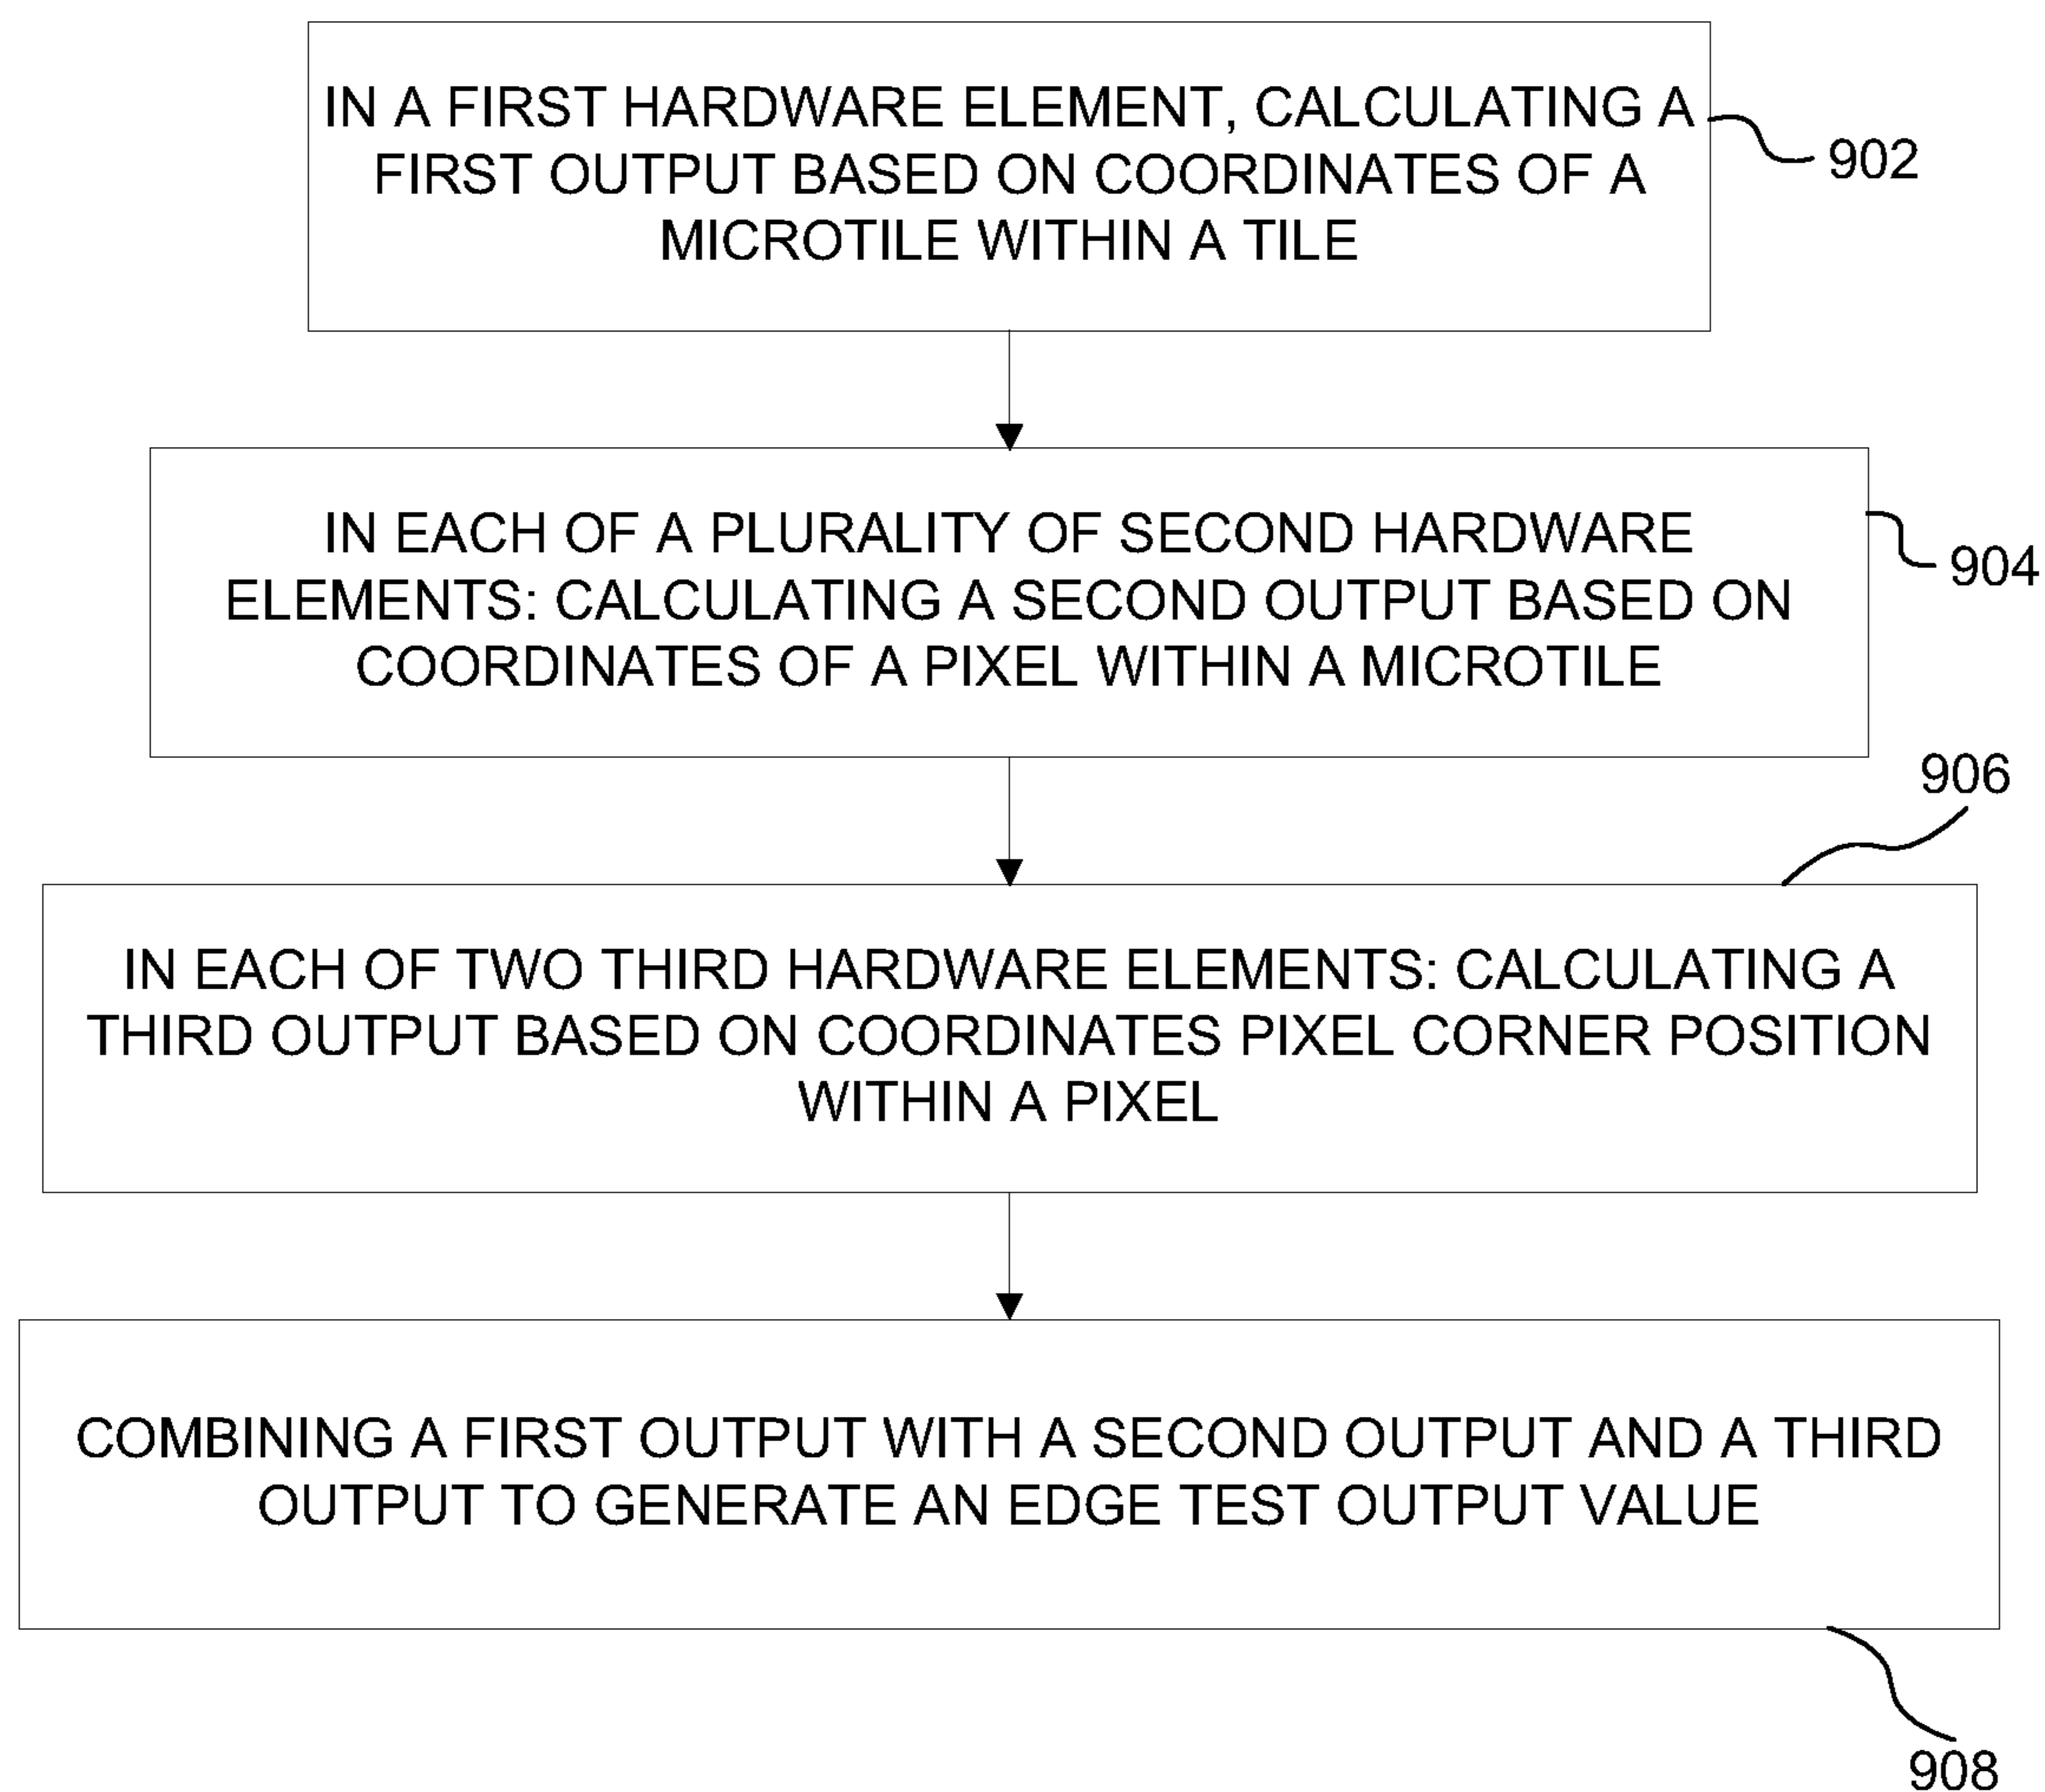 IN A FIRST HARDWARE ELEMENT, CALCULATING A
FIRST OUTPUT BASED ON COORDINATES OF A
MICROTILE WITHIN A TILE
902
IN EACH OF A PLURALITY OF SECOND HARDWARE
ELEMENTS: CALCULATING A SECOND OUTPUT BASED ON
COORDINATES OF A PIXEL WITHIN A MICROTILE
904
906
IN EACH OF TWO THIRD HARDWARE ELEMENTS: CALCULATING A
THIRD OUTPUT BASED ON COORDINATES PIXEL CORNER POSITION
WITHIN A PIXEL
COMBINING A FIRST OUTPUT WITH A SECOND OUTPUT AND A THIRD
OUTPUT TO GENERATE AN EDGE TEST OUTPUT VALUE
908